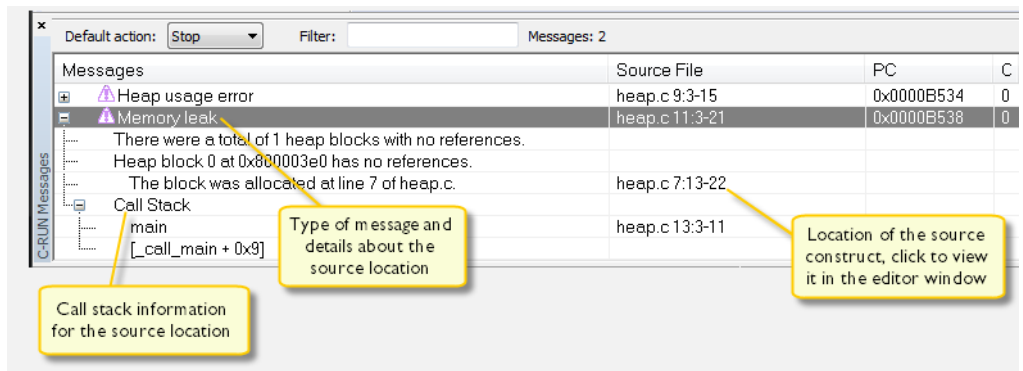 Default action: Stop Filter: Messages: 2
Messages Source File PC C
Heap usage error heap.c 9:3-15 0x0000B534 0
Memory leak heap.c 11:3-21 0x0000B538 0
There were a total of 1 heap blocks with no references.
Heap block 0 at 0x800003e0 has no references.
The block was allocated at line 7 of heap.c. heap.c 7:13-22
Call Stack
main heap.c 13:3-11
[_call_main + 0x9]
C-RUN Messages
Type of message and
details about the
source location
Location of the source
construct, click to view
it in the editor window
Call stack information
for the source location